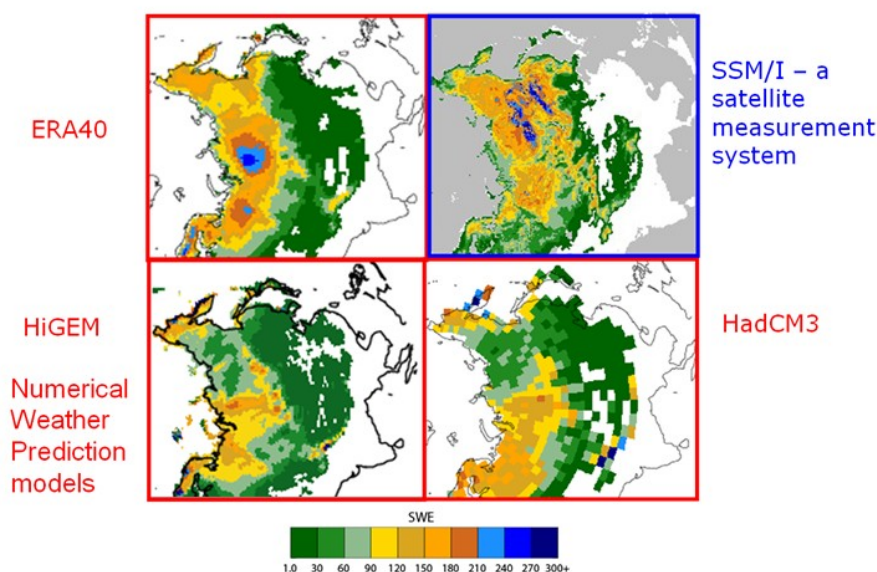 ERA40
SSM/I – a
satellite
measurement
system
HiGEM
Numerical
Weather
Prediction
models
HadCM3
SWE
1.0 30 60 90 120 150 180 210 240 270 300+